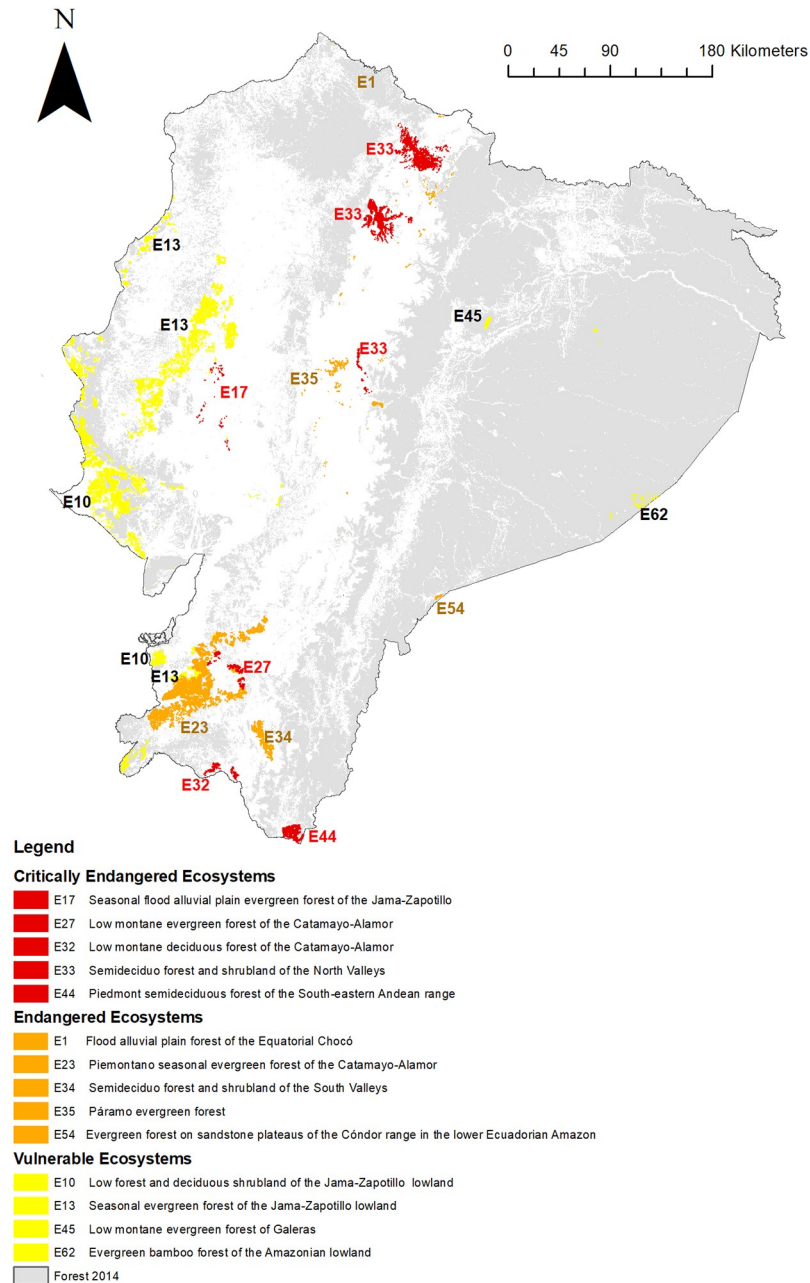 N
0 45 90 180 Kilometers
E1
E33
E33
E13
E13
E45
E33
E35
E17
E10
E62
E54
E10
E27
E13
E23
E34
E32
E44
Legend
Critically Endangered Ecosystems
E17 Seasonal flood alluvial plain evergreen forest of the Jama-Zapotillo
E27 Low montane evergreen forest of the Catamayo-Alamor
E32 Low montane deciduous forest of the Catamayo-Alamor
E33 Semideciduo forest and shrubland of the North Valleys
E44 Piedmont semideciduous forest of the South-eastern Andean range
Endangered Ecosystems
E1 Flood alluvial plain forest of the Equatorial Chocó
E23 Piemontano seasonal evergreen forest of the Catamayo-Alamor
E34 Semideciduo forest and shrubland of the South Valleys
E35 Páramo evergreen forest
E54 Evergreen forest on sandstone plateaus of the Cóndor range in the lower Ecuadorian Amazon
Vulnerable Ecosystems
E10 Low forest and deciduous shrubland of the Jama-Zapotillo lowland
E13 Seasonal evergreen forest of the Jama-Zapotillo lowland
E45 Low montane evergreen forest of Galeras
E62 Evergreen bamboo forest of the Amazonian lowland
Forest 2014